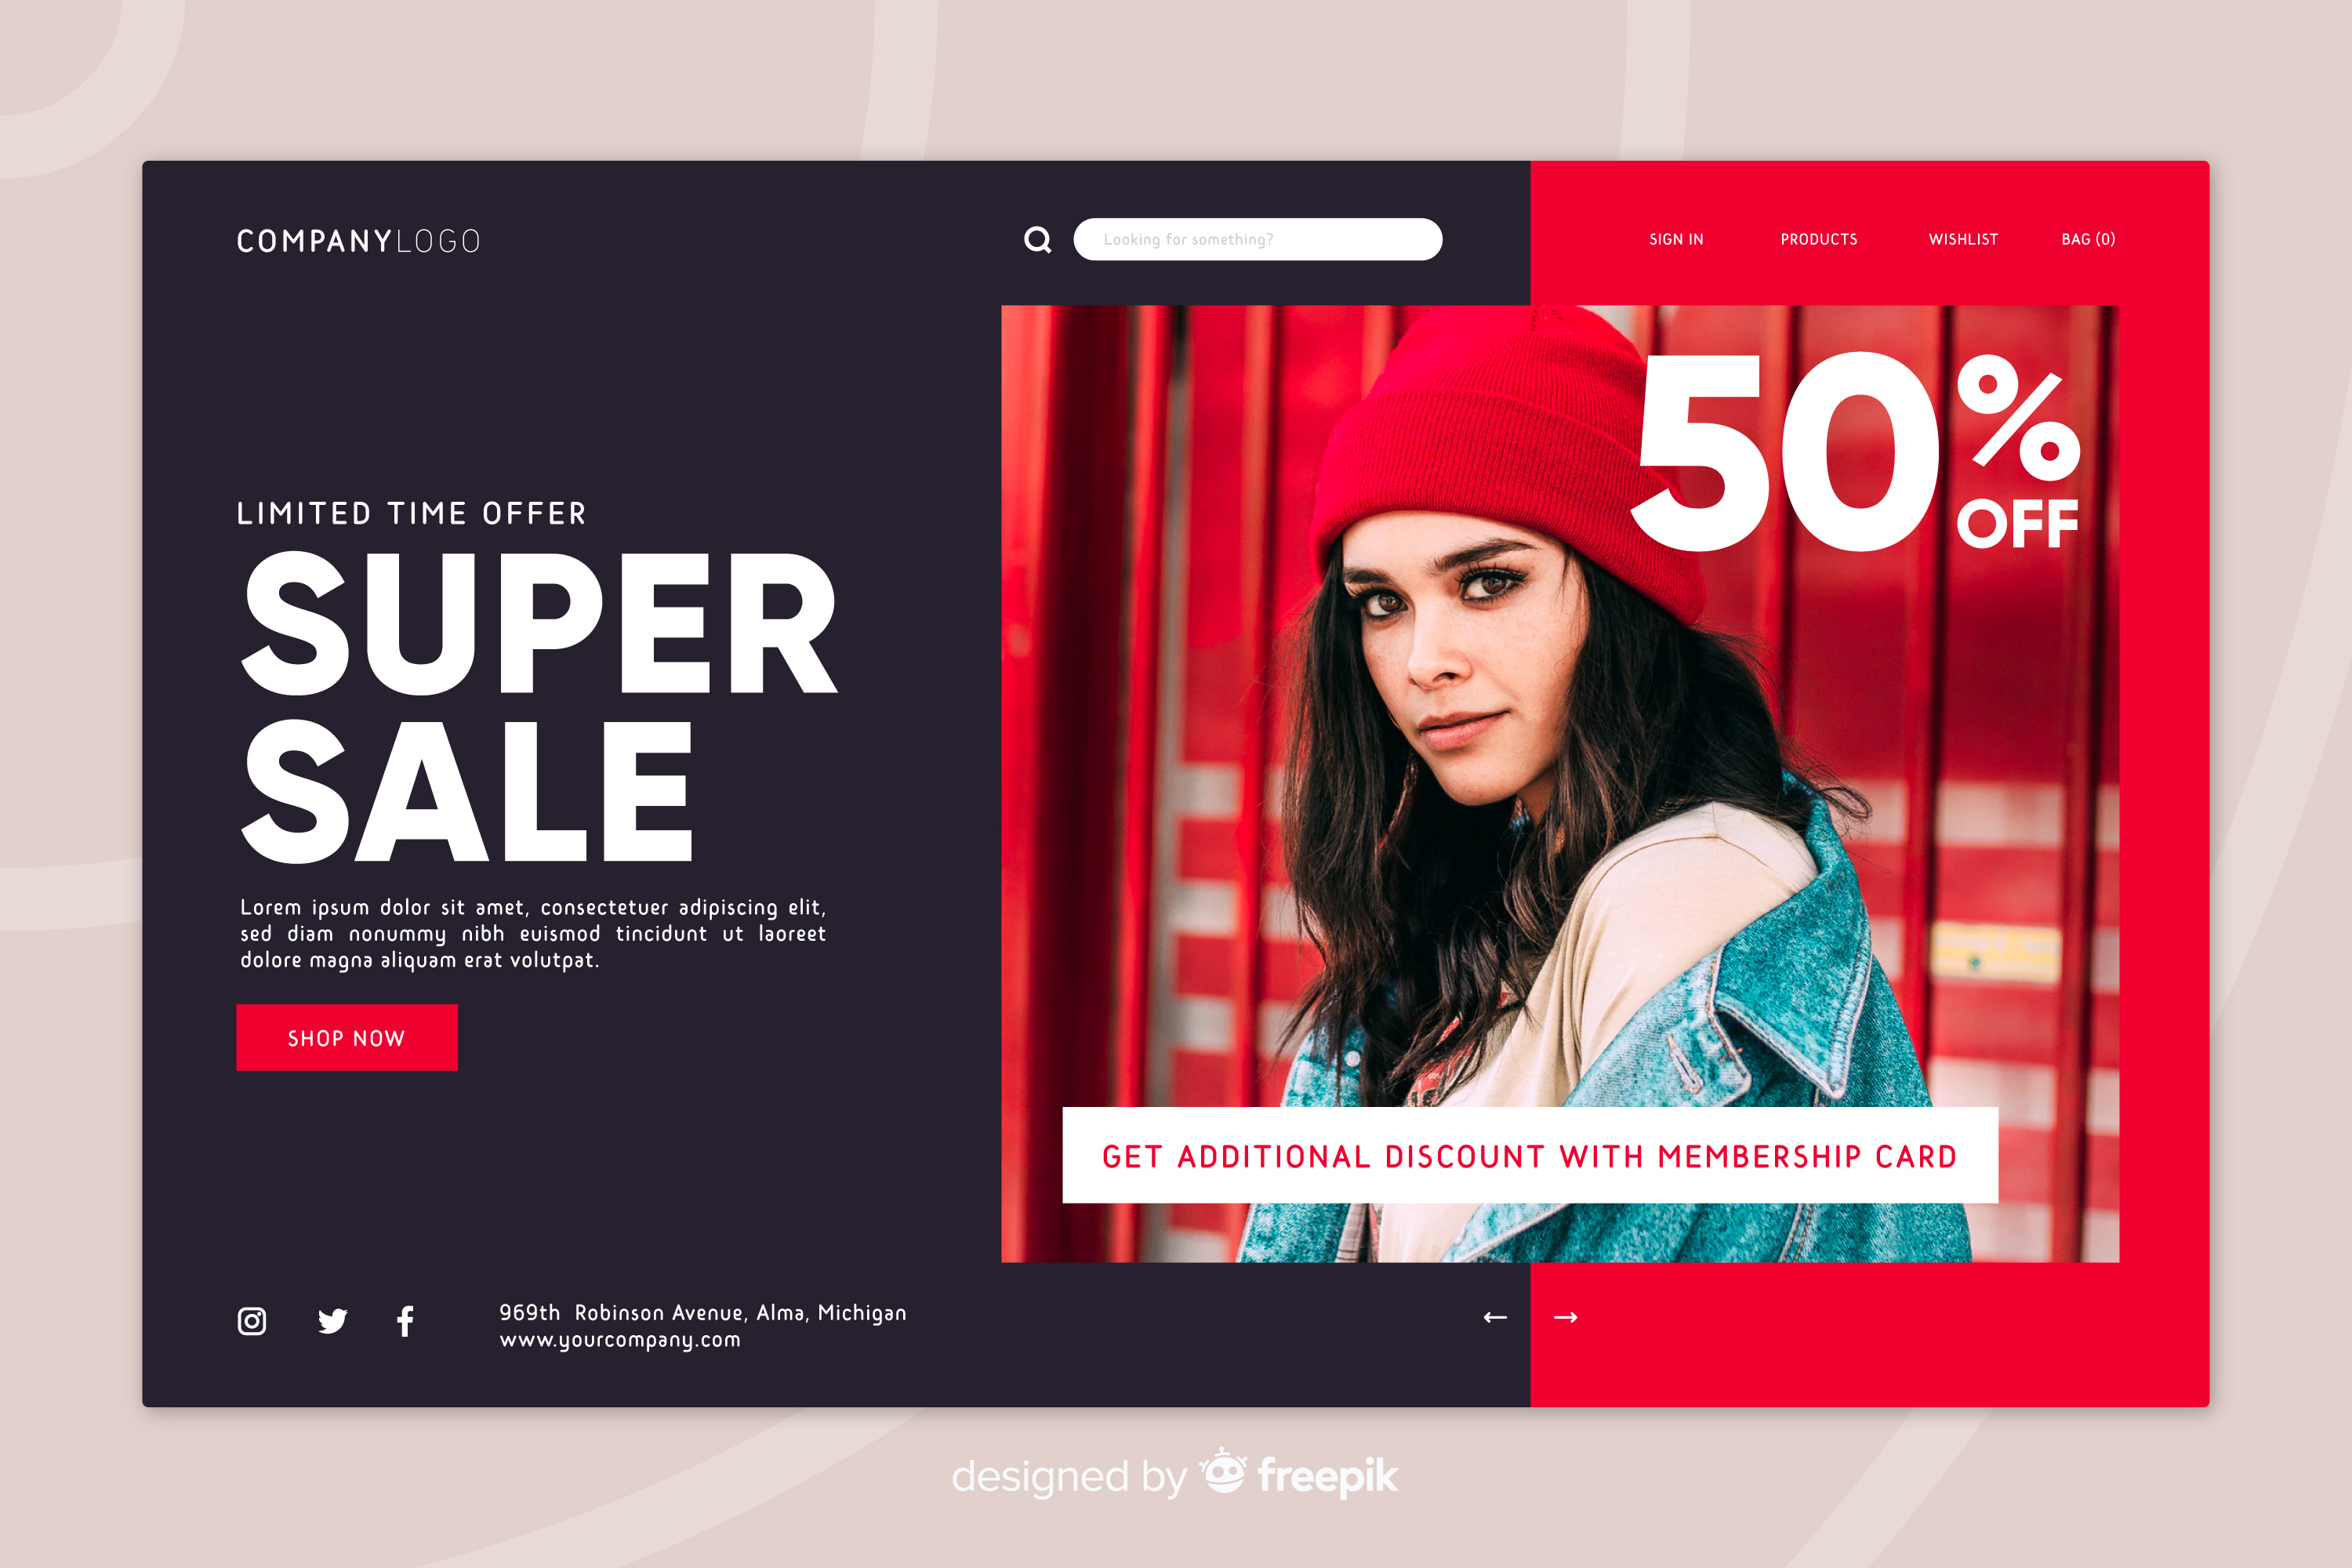 COMPANYLOGO
Looking for something?
SIGN IN PRODUCTS WISHLIST BAG (0)
50%
OFF
LIMITED TIME OFFER
SUPER
SALE
Lorem ipsum dolor sit amet, consectetuer adipiscing elit,
sed diam nonummy nibh euismod tincidunt ut laoreet
dolore magna aliquam erat volutpat.
SHOP NOW
GET ADDITIONAL DISCOUNT WITH MEMBERSHIP CARD
969th Robinson Avenue, Alma, Michigan
www.yourcompany.com
designed by freepik